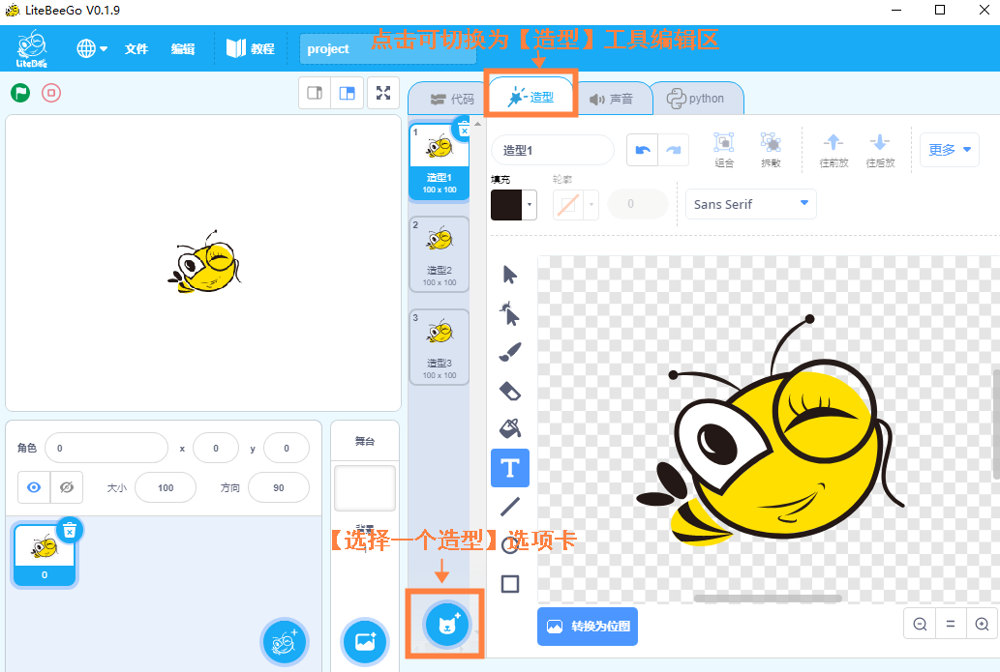 LiteBeeGo V0.1.9
LiteBee
文件
编辑
教程
project
点击可切换为【造型】工具编辑区
代码
造型
声音
python
1
造型1
100 x 100
2
造型2
100 x 100
3
造型3
100 x 100
造型1
组合
拆散
往前放
往后放
更多
填充
轮廓
0
Sans Serif
T
角色
0
x
0
y
0
大小
100
方向
90
0
舞台
背景
【选择一个造型】选项卡
转换为位图